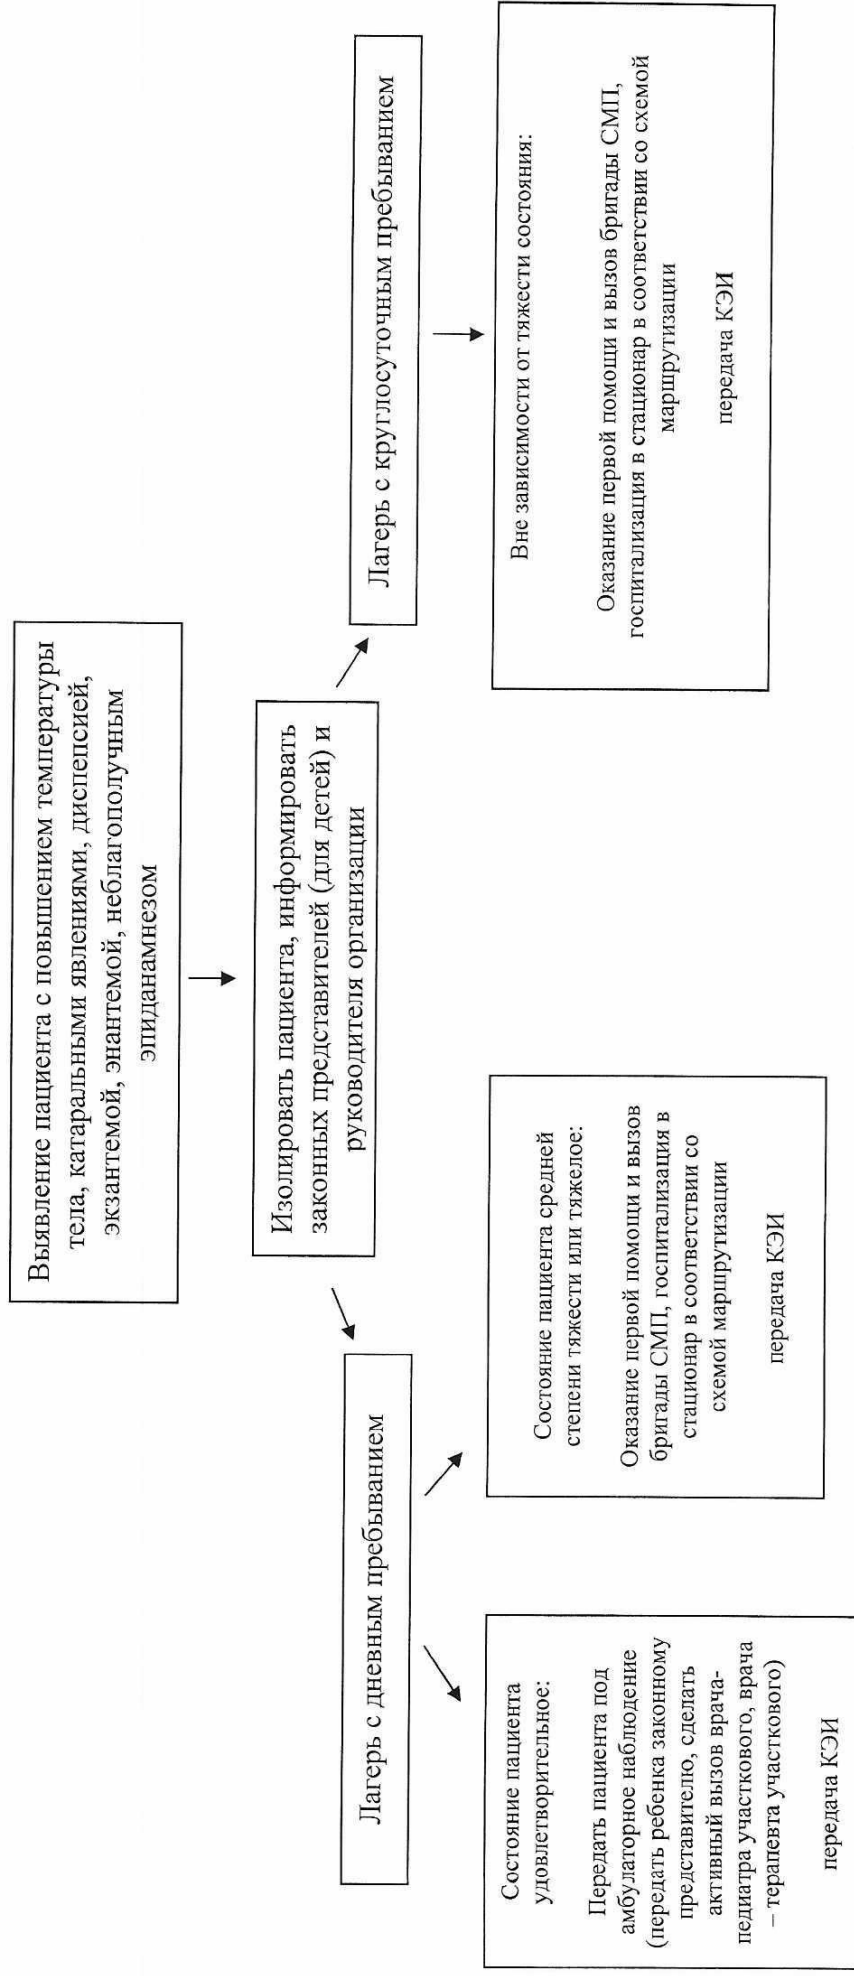 Выявление пациента с повышением температуры
тела, катаральными явлениями, диспепсией,
экзантемой, энантемой, неблагополучным
эпиданамнезом
Изолировать пациента, информировать
законных представителей (для детей) и
руководителя организации
Лагерь с дневным пребыванием
Лагерь с круглосуточным пребыванием
Состояние пациента
удовлетворительное:
Передать пациента под
амбулаторное наблюдение
(передать ребенка законному
представителю, сделать
активный вызов врача-
педиатра участкового, врача
– терапевта участкового)
передача КЭИ
Состояние пациента средней
степени тяжести или тяжелое:
Оказание первой помощи и вызов
бригады СМП, госпитализация в
стационар в соответствии со
схемой маршрутизации
передача КЭИ
Вне зависимости от тяжести состояния:
Оказание первой помощи и вызов бригады СМП,
госпитализация в стационар в соответствии со схемой
маршрутизации
передача КЭИ